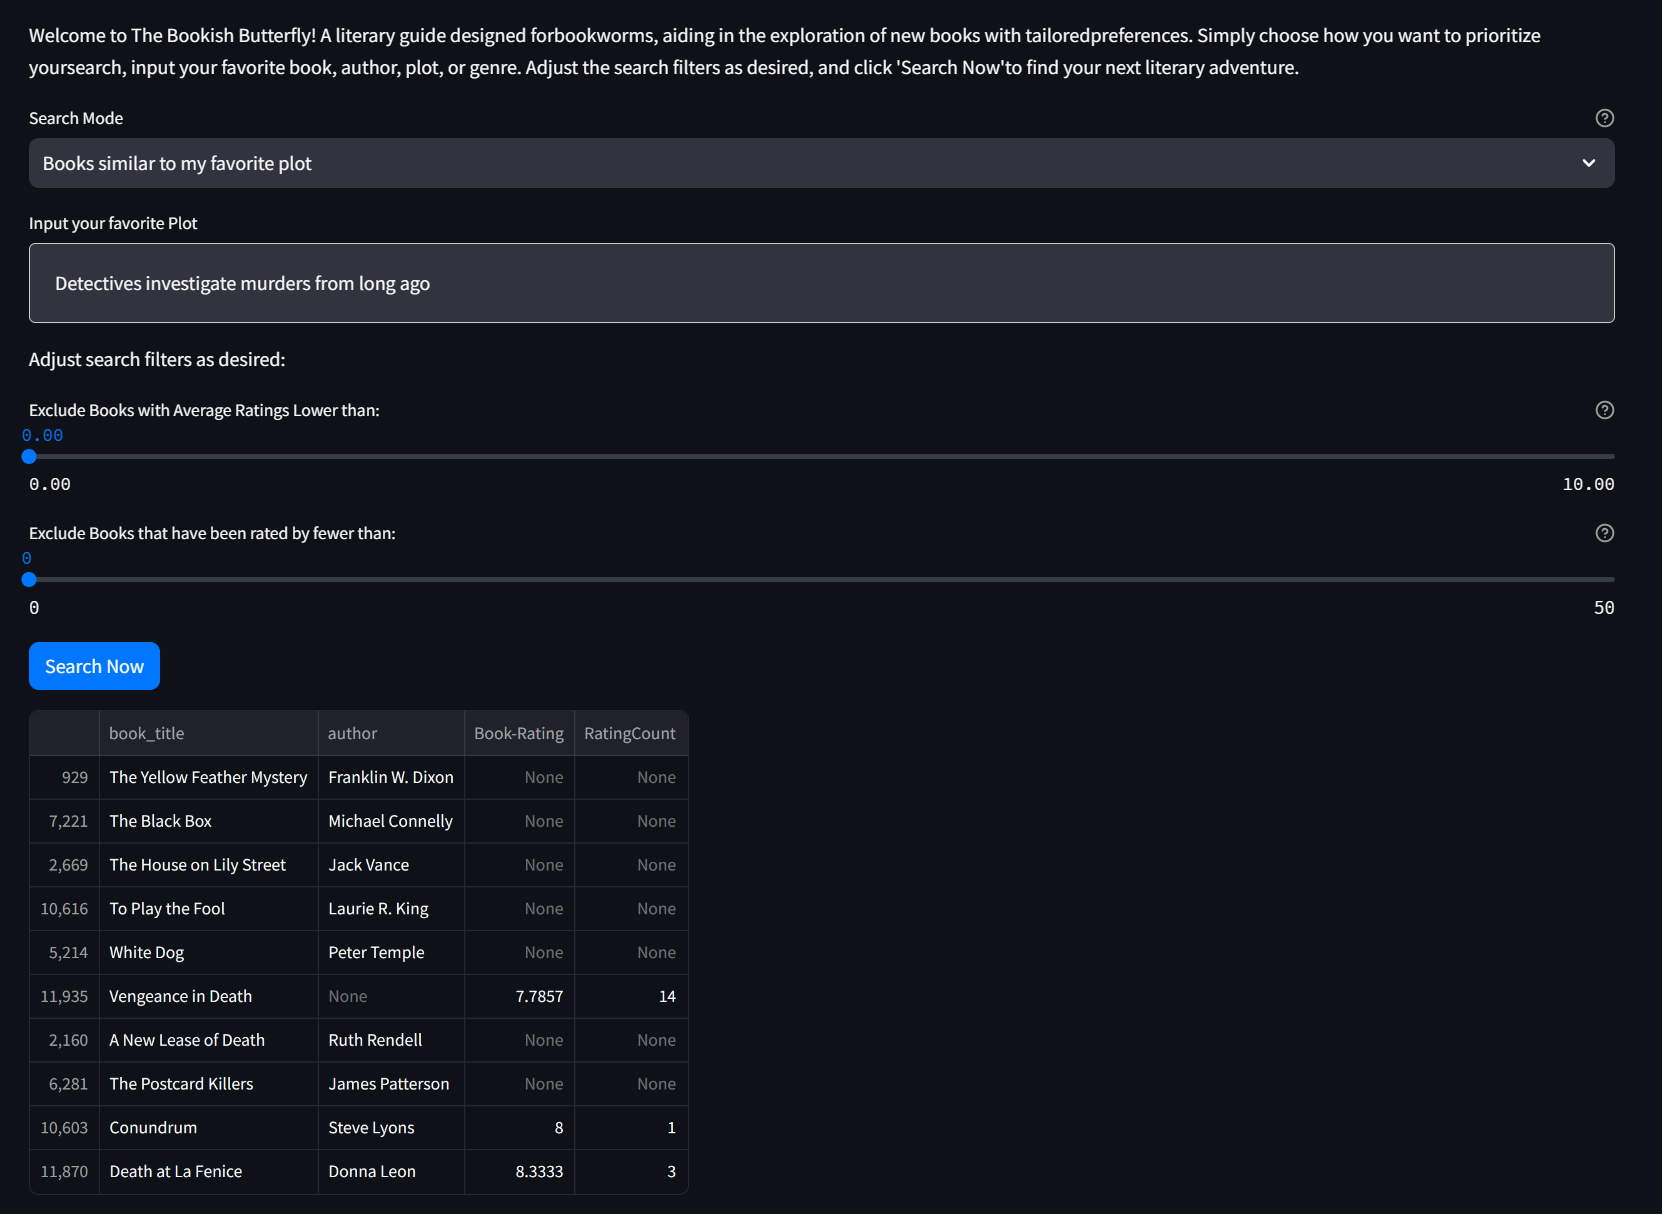 Welcome to The Bookish Butterfly! A literary guide designed forbookworms, aiding in the exploration of new books with tailoredpreferences. Simply choose how you want to prioritize
yoursearch, input your favorite book, author, plot, or genre. Adjust the search filters as desired, and click 'Search Now'to find your next literary adventure.
Search Mode
Books similar to my favorite plot
Input your favorite Plot
Detectives investigate murders from long ago
Adjust search filters as desired:
Exclude Books with Average Ratings Lower than:
0.00
0.00 10.00
Exclude Books that have been rated by fewer than:
0
0 50
Search Now
book_title author Book-Rating RatingCount
929 The Yellow Feather Mystery Franklin W. Dixon None None
7,221 The Black Box Michael Connelly None None
2,669 The House on Lily Street Jack Vance None None
10,616 To Play the Fool Laurie R. King None None
5,214 White Dog Peter Temple None None
11,935 Vengeance in Death None 7.7857 14
2,160 A New Lease of Death Ruth Rendell None None
6,281 The Postcard Killers James Patterson None None
10,603 Conundrum Steve Lyons 8 1
11,870 Death at La Fenice Donna Leon 8.3333 3